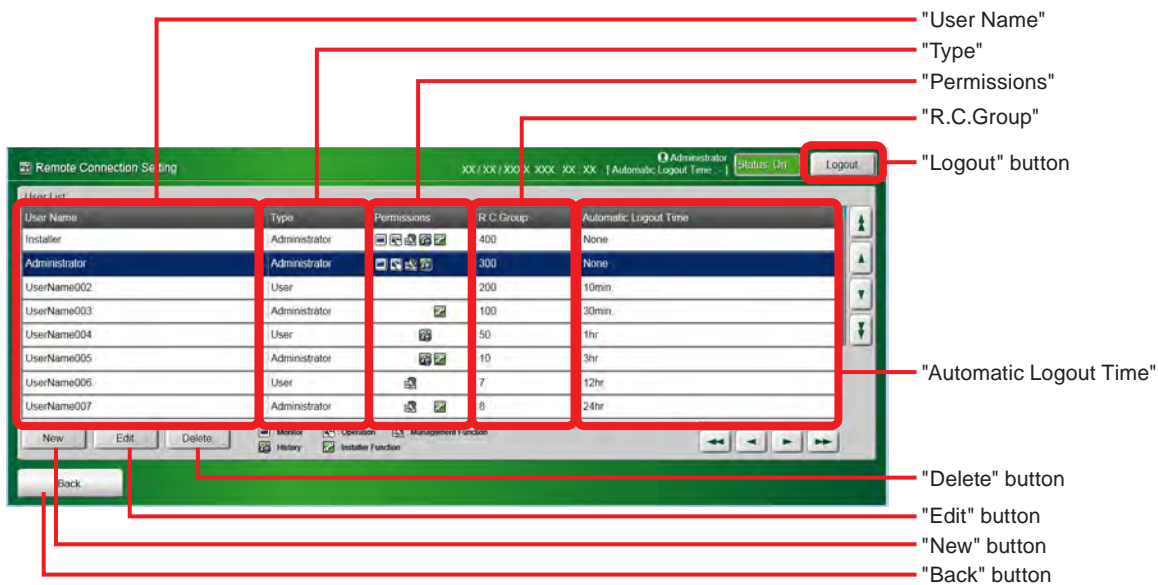 "User Name"
"Type"
"Permissions"
"R.C.Group"
Remote Connection Setting
XX / XX / XXXX XXX XX : XX [ Automatic Logout Time : - ]
Administrator
Status: On
Logout
"Logout" button
User List
User Name Type Permissions R.C.Group Automatic Logout Time
Installer Administrator 400 None
Administrator Administrator 300 None
UserName002 User 200 10min.
UserName003 Administrator 100 30min.
UserName004 User 50 1hr
UserName005 Administrator 10 3hr
UserName006 User 7 12hr
UserName007 Administrator 8 24hr
"Automatic Logout Time"
New Edit Delete
Monitor Operation Management Function
History Installer Function
Back
"Delete" button
"Edit" button
"New" button
"Back" button